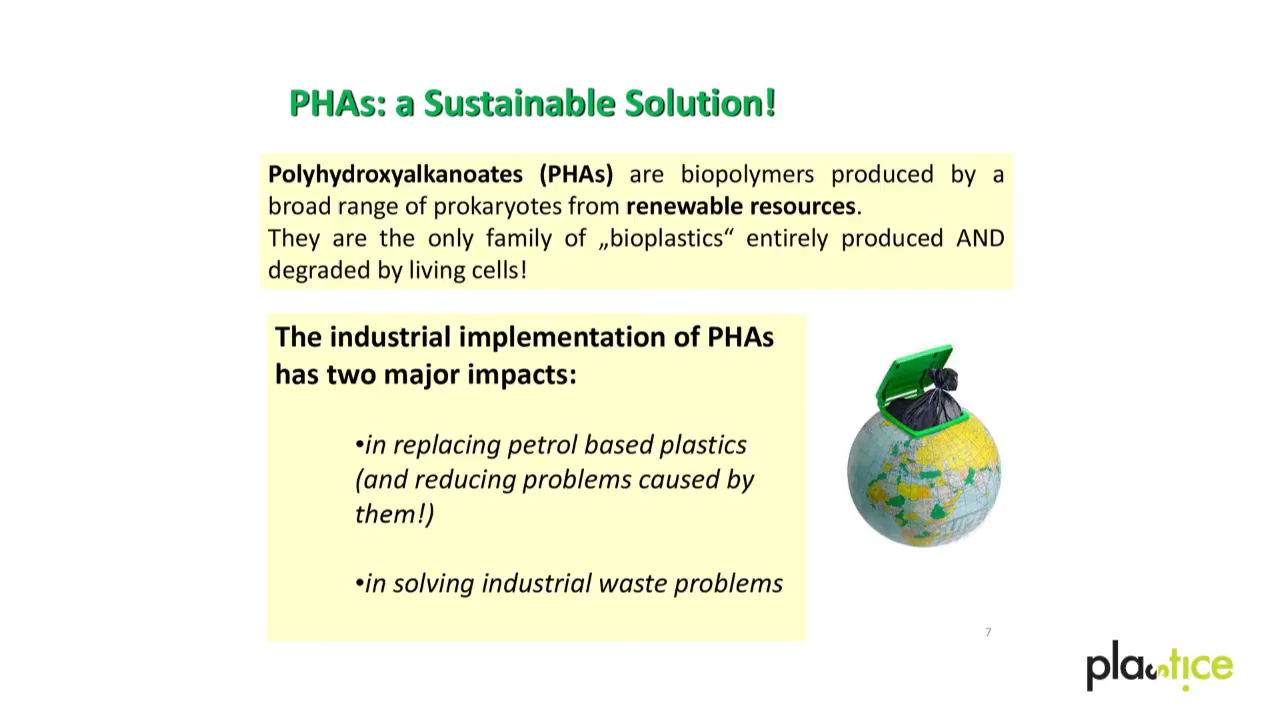 PHAs: a Sustainable Solution!
Polyhydroxyalkanoates (PHAs) are biopolymers produced by a
broad range of prokaryotes from renewable resources.
They are the only family of „bioplastics“ entirely produced AND
degraded by living cells!
The industrial implementation of PHAs
has two major impacts:
•in replacing petrol based plastics
(and reducing problems caused by
them!)
•in solving industrial waste problems
7
plastice